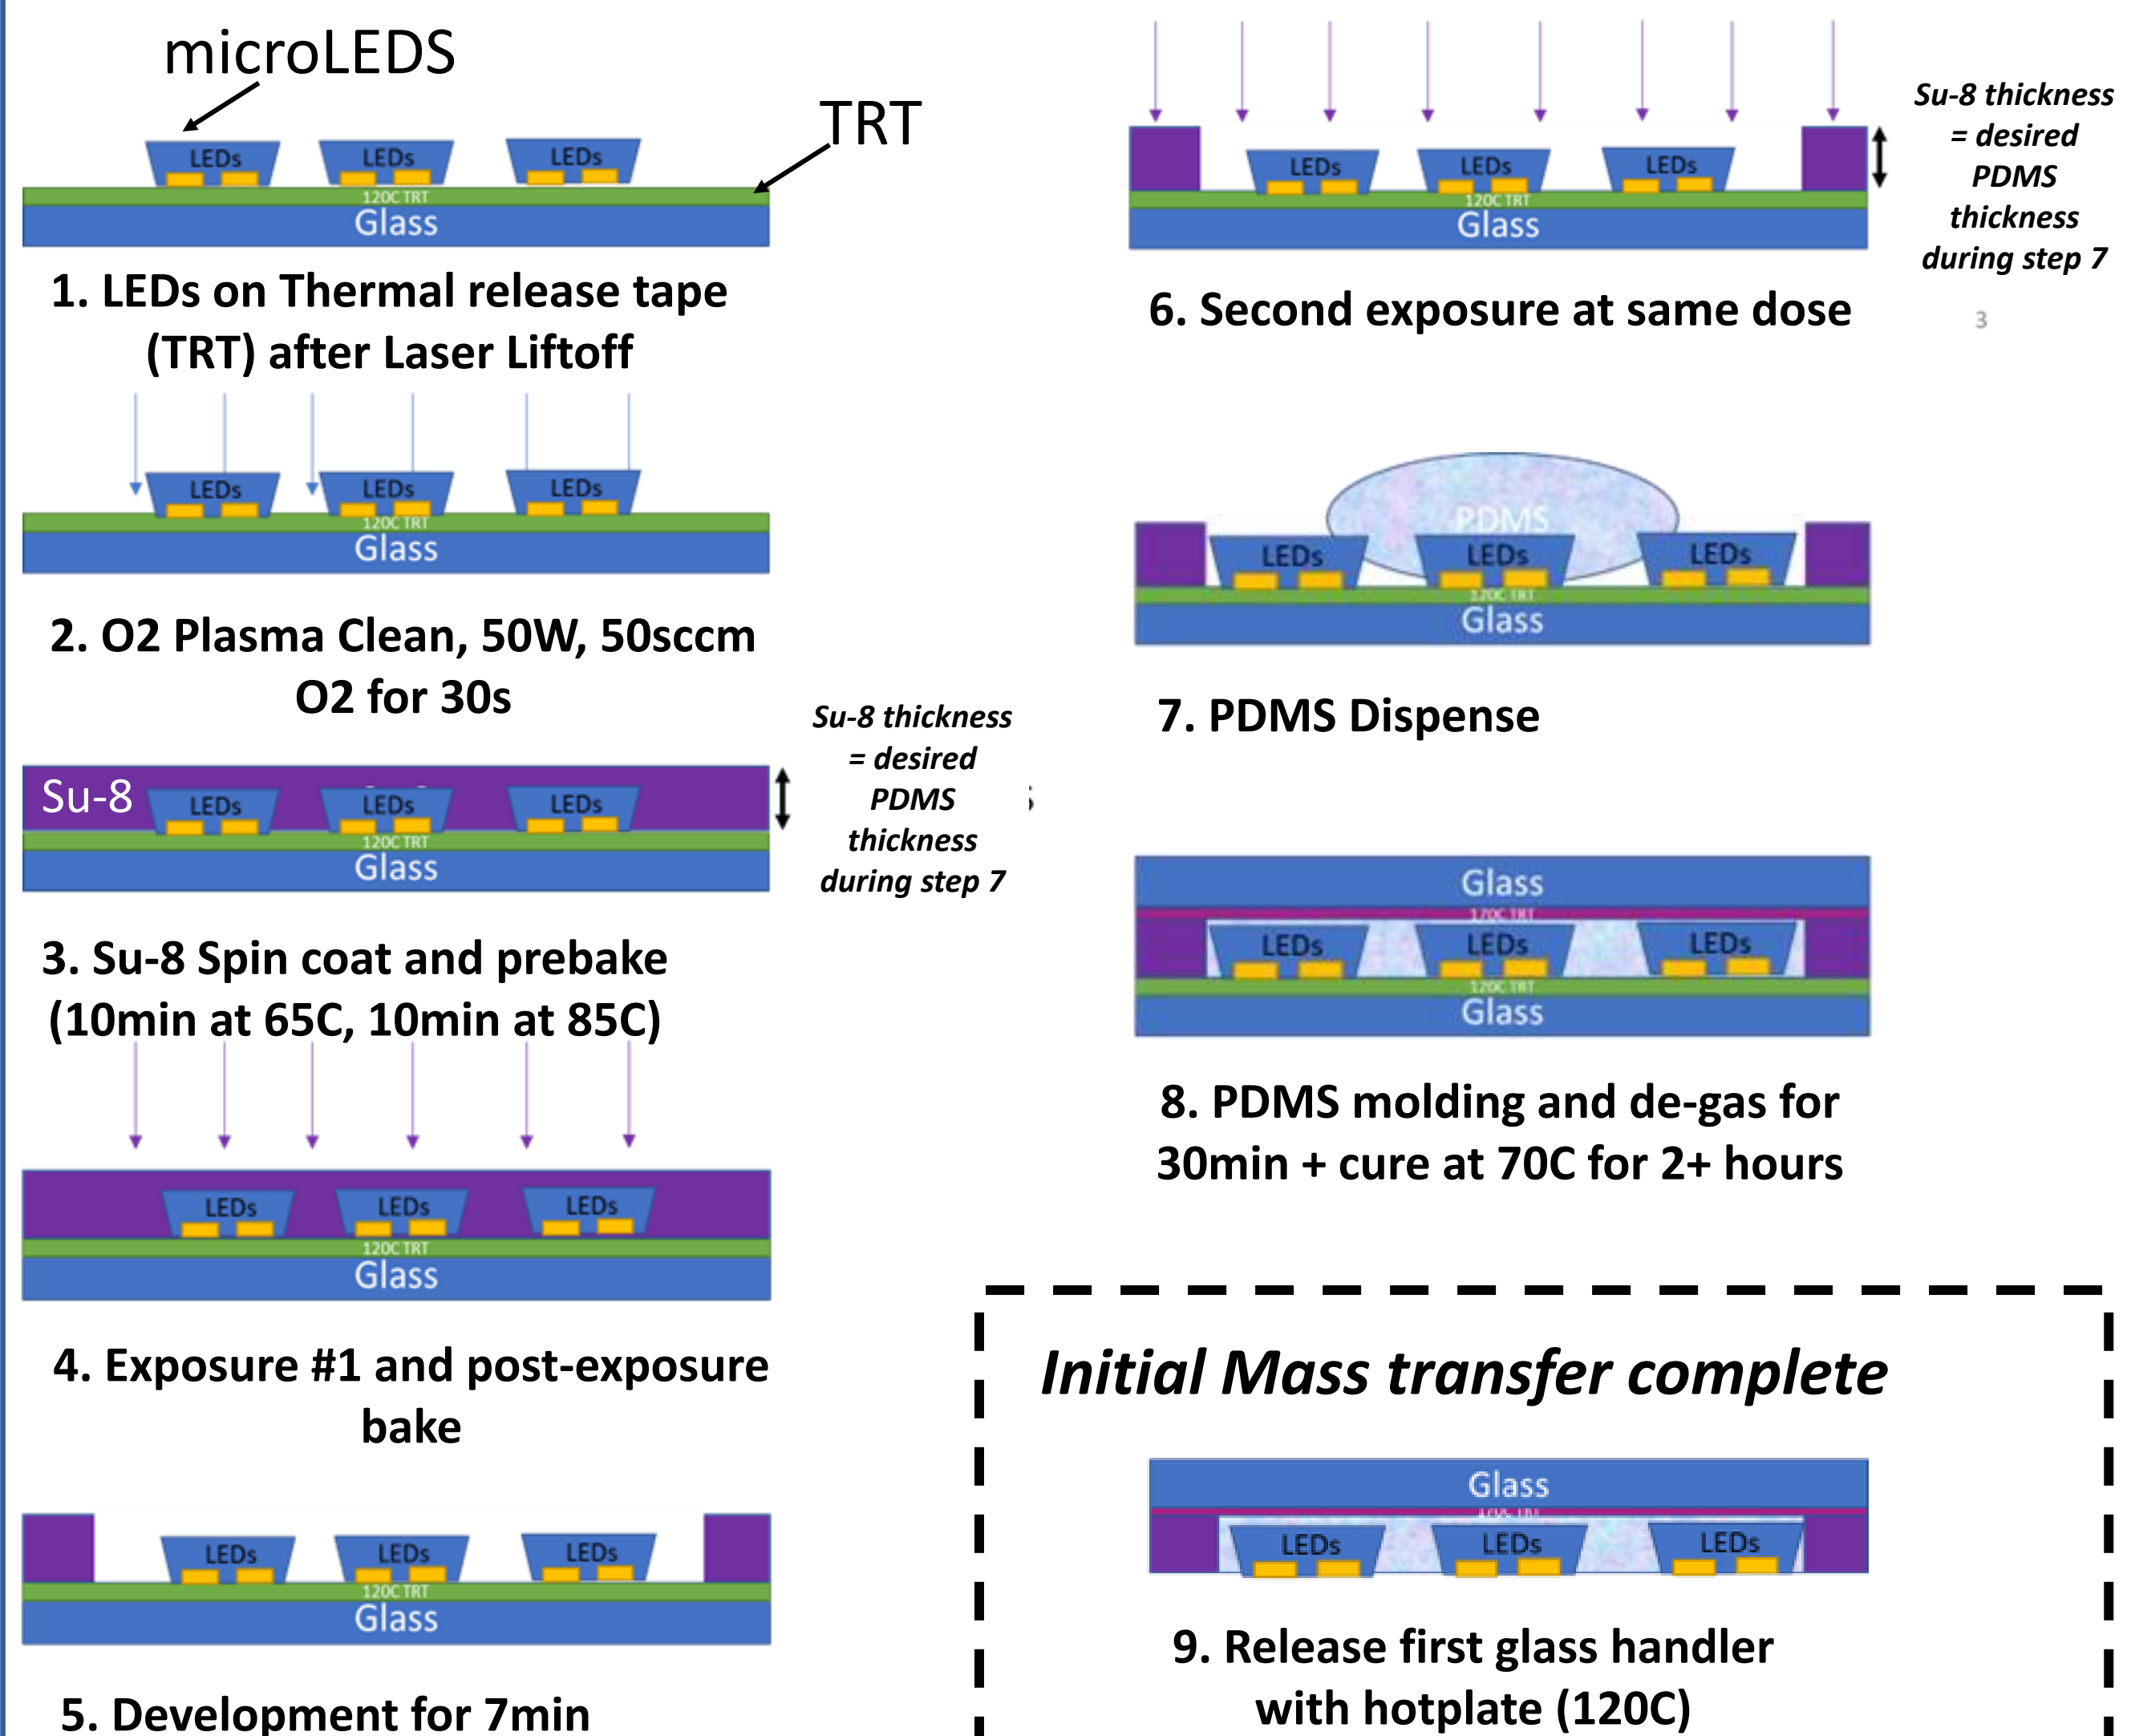 microLEDS
TRT
LEDs LEDs LEDs
120C TRT
Glass
1. LEDs on Thermal release tape
(TRT) after Laser Liftoff
LEDs LEDs LEDs
120C TRT
Glass
2. O2 Plasma Clean, 50W, 50sccm
O2 for 30s
Su-8 LEDs LEDs LEDs
120C TRT
Glass
Su-8 thickness
= desired
PDMS
thickness
during step 7
3. Su-8 Spin coat and prebake
(10min at 65C, 10min at 85C)
LEDs LEDs LEDs
120C TRT
Glass
4. Exposure #1 and post-exposure
bake
LEDs LEDs LEDs
120C TRT
Glass
5. Development for 7min
LEDs LEDs LEDs
120C TRT
Glass
Su-8 thickness
= desired
PDMS
thickness
during step 7
6. Second exposure at same dose
3
PDMS
LEDs LEDs LEDs
120C TRT
Glass
7. PDMS Dispense
Glass
170C TRT
LEDs LEDs LEDs
120C TRT
Glass
8. PDMS molding and de-gas for
30min + cure at 70C for 2+ hours
Initial Mass transfer complete
Glass
170C TRT
LEDs LEDs LEDs
9. Release first glass handler
with hotplate (120C)